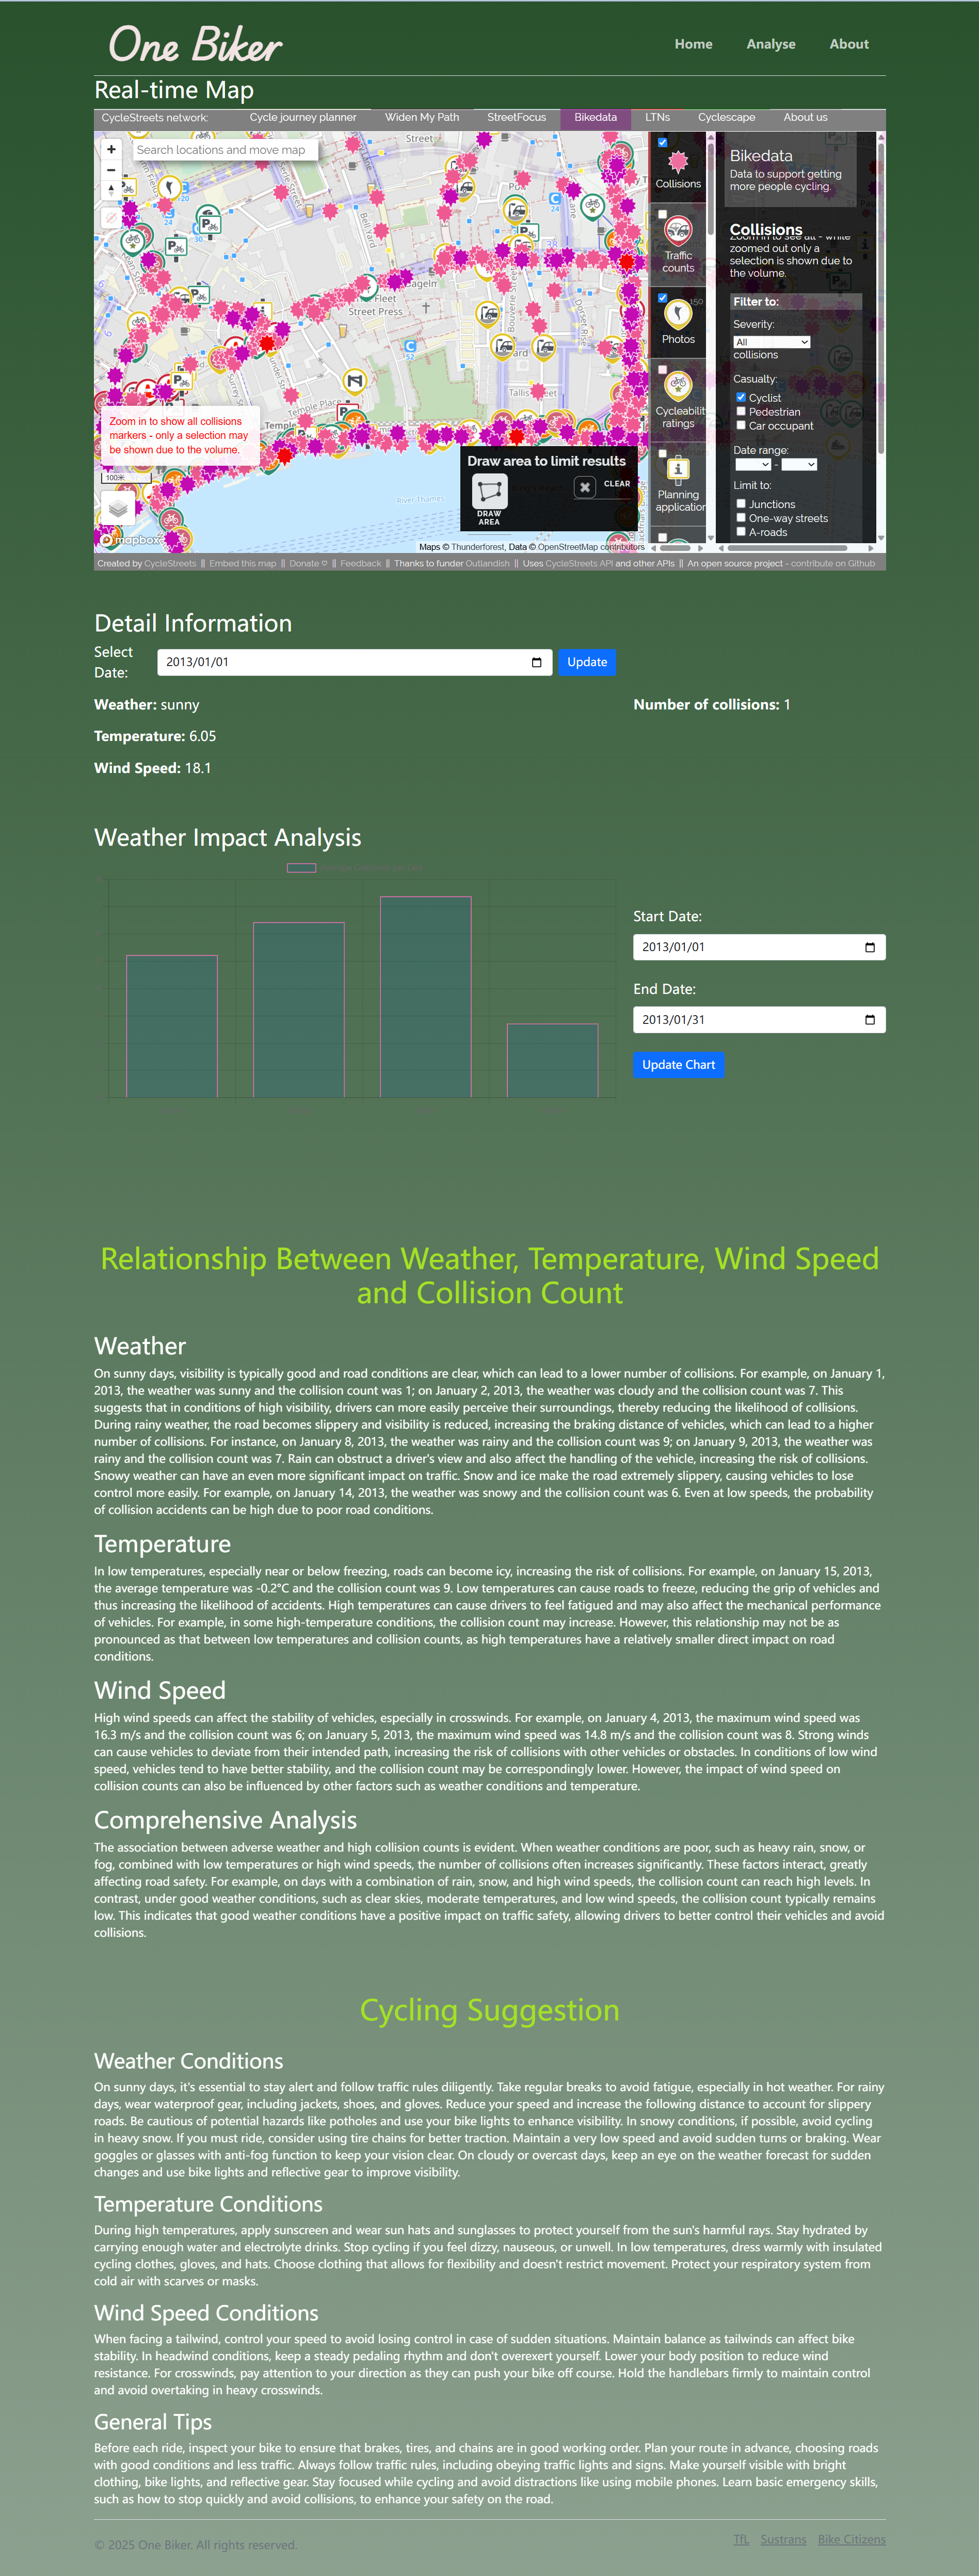 One Biker
Home Analyse About
Real-time Map
CycleStreets network: Cycle journey planner Widen My Path StreetFocus Bikedata LTNs Cyclescape About us
Search locations and move map
Street
Bell Yard
Fleet
Street Press
Bouverie Street
Temple Place
Tallis Street
River Thames
Zoom in to show all collisions
markers - only a selection may
be shown due to the volume.
mapbox
Draw area to limit results
DRAW
AREA
CLEAR
Maps © Thunderforest, Data © OpenStreetMap contributors
Collisions
Traffic
counts
Photos
Cycleabilit
ratings
Planning
application
Bikedata
Data to support getting
more people cycling.
Collisions
Zoom in to see all - while
zoomed out only a
selection is shown due to
the volume.
Filter to:
Severity:
All
collisions
Casualty:
Cyclist
Pedestrian
Car occupant
Date range:
-
Limit to:
Junctions
One-way streets
A-roads
Created by CycleStreets || Embed this map || Donate ♡ || Feedback || Thanks to funder Outlandish || Uses CycleStreets API and other APIs || An open source project - contribute on Github
Detail Information
Select
Date:
2013/01/01
Update
Weather: sunny
Number of collisions: 1
Temperature: 6.05
Wind Speed: 18.1
Weather Impact Analysis
Start Date:
2013/01/01
End Date:
2013/01/31
Update Chart
Relationship Between Weather, Temperature, Wind Speed
and Collision Count
Weather
On sunny days, visibility is typically good and road conditions are clear, which can lead to a lower number of collisions. For example, on January 1,
2013, the weather was sunny and the collision count was 1; on January 2, 2013, the weather was cloudy and the collision count was 7. This
suggests that in conditions of high visibility, drivers can more easily perceive their surroundings, thereby reducing the likelihood of collisions.
During rainy weather, the road becomes slippery and visibility is reduced, increasing the braking distance of vehicles, which can lead to a higher
number of collisions. For instance, on January 8, 2013, the weather was rainy and the collision count was 9; on January 9, 2013, the weather was
rainy and the collision count was 7. Rain can obstruct a driver's view and also affect the handling of the vehicle, increasing the risk of collisions.
Snowy weather can have an even more significant impact on traffic. Snow and ice make the road extremely slippery, causing vehicles to lose
control more easily. For example, on January 14, 2013, the weather was snowy and the collision count was 6. Even at low speeds, the probability
of collision accidents can be high due to poor road conditions.
Temperature
In low temperatures, especially near or below freezing, roads can become icy, increasing the risk of collisions. For example, on January 15, 2013,
the average temperature was -0.2°C and the collision count was 9. Low temperatures can cause roads to freeze, reducing the grip of vehicles and
thus increasing the likelihood of accidents. High temperatures can cause drivers to feel fatigued and may also affect the mechanical performance
of vehicles. For example, in some high-temperature conditions, the collision count may increase. However, this relationship may not be as
pronounced as that between low temperatures and collision counts, as high temperatures have a relatively smaller direct impact on road
conditions.
Wind Speed
High wind speeds can affect the stability of vehicles, especially in crosswinds. For example, on January 4, 2013, the maximum wind speed was
16.3 m/s and the collision count was 6; on January 5, 2013, the maximum wind speed was 14.8 m/s and the collision count was 8. Strong winds
can cause vehicles to deviate from their intended path, increasing the risk of collisions with other vehicles or obstacles. In conditions of low wind
speed, vehicles tend to have better stability, and the collision count may be correspondingly lower. However, the impact of wind speed on
collision counts can also be influenced by other factors such as weather conditions and temperature.
Comprehensive Analysis
The association between adverse weather and high collision counts is evident. When weather conditions are poor, such as heavy rain, snow, or
fog, combined with low temperatures or high wind speeds, the number of collisions often increases significantly. These factors interact, greatly
affecting road safety. For example, on days with a combination of rain, snow, and high wind speeds, the collision count can reach high levels. In
contrast, under good weather conditions, such as clear skies, moderate temperatures, and low wind speeds, the collision count typically remains
low. This indicates that good weather conditions have a positive impact on traffic safety, allowing drivers to better control their vehicles and avoid
collisions.
Cycling Suggestion
Weather Conditions
On sunny days, it's essential to stay alert and follow traffic rules diligently. Take regular breaks to avoid fatigue, especially in hot weather. For rainy
days, wear waterproof gear, including jackets, shoes, and gloves. Reduce your speed and increase the following distance to account for slippery
roads. Be cautious of potential hazards like potholes and use your bike lights to enhance visibility. In snowy conditions, if possible, avoid cycling
in heavy snow. If you must ride, consider using tire chains for better traction. Maintain a very low speed and avoid sudden turns or braking. Wear
goggles or glasses with anti-fog function to keep your vision clear. On cloudy or overcast days, keep an eye on the weather forecast for sudden
changes and use bike lights and reflective gear to improve visibility.
Temperature Conditions
During high temperatures, apply sunscreen and wear sun hats and sunglasses to protect yourself from the sun's harmful rays. Stay hydrated by
carrying enough water and electrolyte drinks. Stop cycling if you feel dizzy, nauseous, or unwell. In low temperatures, dress warmly with insulated
cycling clothes, gloves, and hats. Choose clothing that allows for flexibility and doesn't restrict movement. Protect your respiratory system from
cold air with scarves or masks.
Wind Speed Conditions
When facing a tailwind, control your speed to avoid losing control in case of sudden situations. Maintain balance as tailwinds can affect bike
stability. In headwind conditions, keep a steady pedaling rhythm and don't overexert yourself. Lower your body position to reduce wind
resistance. For crosswinds, pay attention to your direction as they can push your bike off course. Hold the handlebars firmly to maintain control
and avoid overtaking in heavy crosswinds.
General Tips
Before each ride, inspect your bike to ensure that brakes, tires, and chains are in good working order. Plan your route in advance, choosing roads
with good conditions and less traffic. Always follow traffic rules, including obeying traffic lights and signs. Make yourself visible with bright
clothing, bike lights, and reflective gear. Stay focused while cycling and avoid distractions like using mobile phones. Learn basic emergency skills,
such as how to stop quickly and avoid collisions, to enhance your safety on the road.
© 2025 One Biker. All rights reserved.
TfL Sustrans Bike Citizens